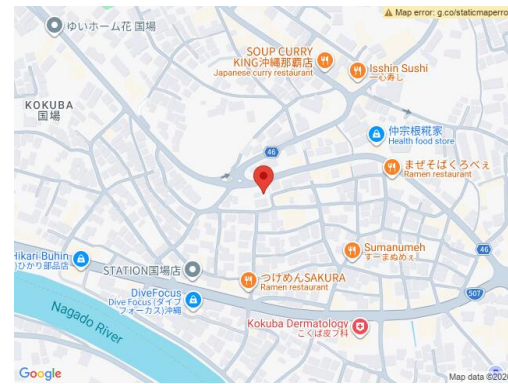 Map error: g.co/staticmaperro
ゆいホーム花 国場
SOUP CURRY
KING沖縄那覇店
Japanese curry restaurant
Isshin Sushi
一心寿し
KOKUBA
国場
仲宗根糀家
Health food store
46
まぜそばくろべぇ
Ramen restaurant
Hikari Buhin
)ひかり部品店
STATION国場店
Sumanumeh
すーまぬめぇ
46
つけめんSAKURA
Ramen restaurant
DiveFocus
Dive Focus (ダイブ
フォーカス)沖縄
507
Nagado River
Kokuba Dermatology
こくば皮フ科
Google
Map data ©2026